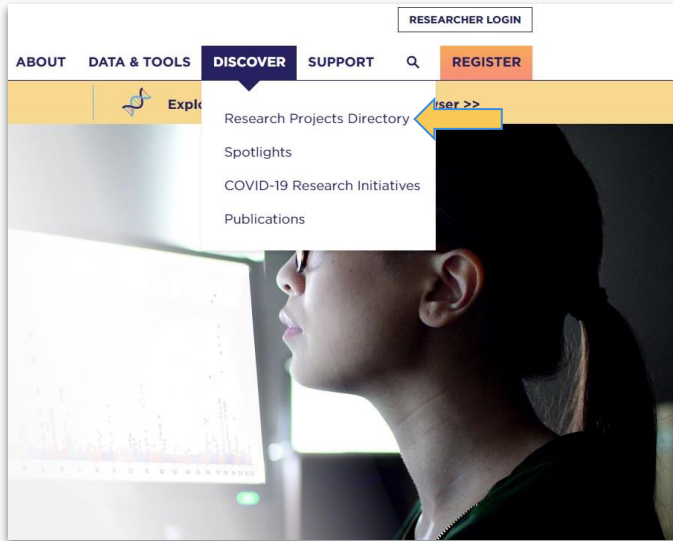 RESEARCHER LOGIN
ABOUT DATA & TOOLS DISCOVER SUPPORT REGISTER
>>
Research Projects Directory
Spotlights
COVID-19 Research Initiatives
Publications